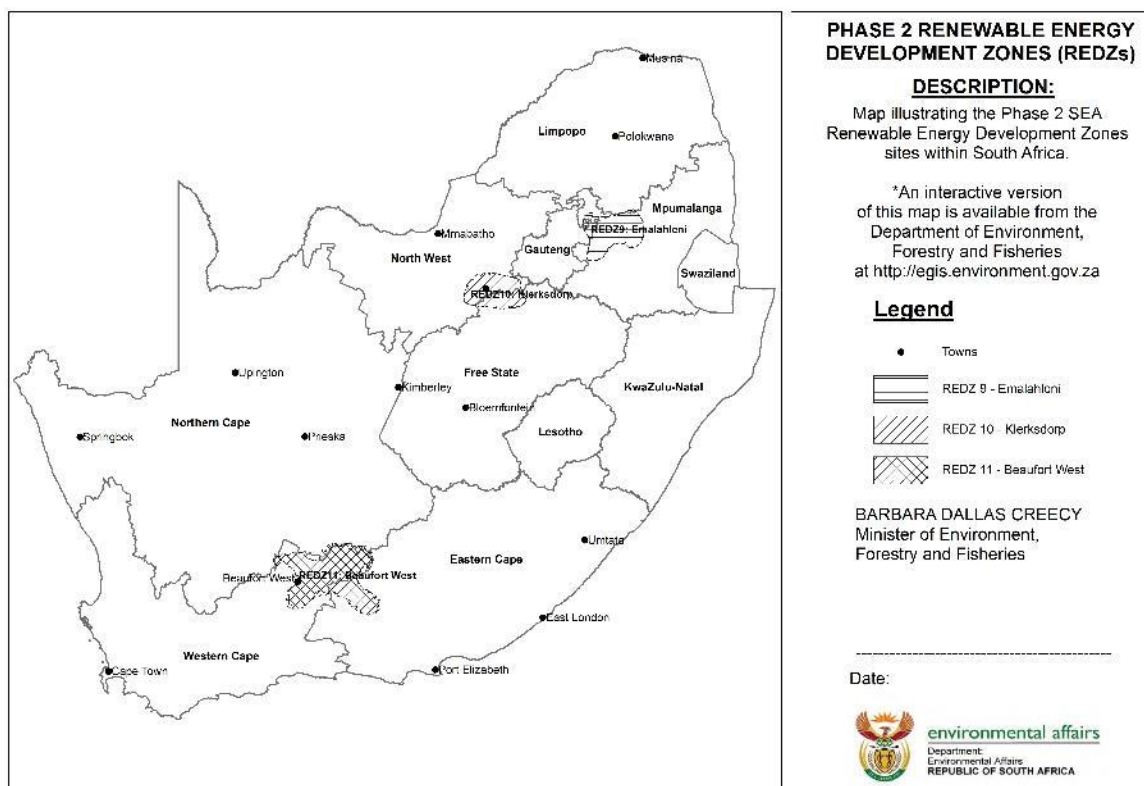 Musina
Limpopo
Polokwane
Mpumalanga
Mmabatho
REDZ9: Emalahleni
North West
Gauteng
Swaziland
REDZ10: Klerksdorp
Upington
Free State
Kimberley
KwaZulu-Natal
Bloemfontein
Northern Cape
Lesotho
Springbok
Prieska
Umtata
Eastern Cape
Beaufort West
REDZ11: Beaufort West
East London
Western Cape
Cape Town
Port Elizabeth
PHASE 2 RENEWABLE ENERGY
DEVELOPMENT ZONES (REDZs)
DESCRIPTION:
Map illustrating the Phase 2 SEA
Renewable Energy Development Zones
sites within South Africa.
*An interactive version
of this map is available from the
Department of Environment,
Forestry and Fisheries
at http://egis.environment.gov.za
Legend
Towns
REDZ 9 - Emalahleni
REDZ 10 - Klerksdorp
REDZ 11 - Beaufort West
BARBARA DALLAS CREECY
Minister of Environment,
Forestry and Fisheries
Date:
environmental affairs
Department:
Environmental Affairs
REPUBLIC OF SOUTH AFRICA